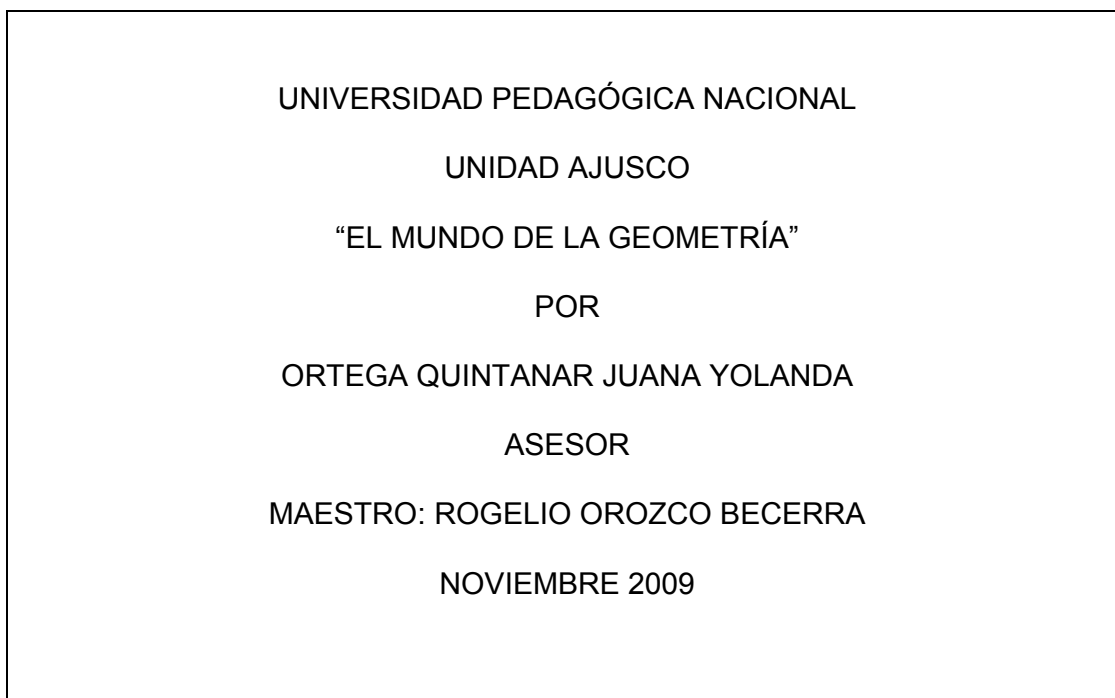 UNIVERSIDAD PEDAGÓGICA NACIONAL
UNIDAD AJUSCO
“EL MUNDO DE LA GEOMETRÍA”
POR
ORTEGA QUINTANAR JUANA YOLANDA
ASESOR
MAESTRO: ROGELIO OROZCO BECERRA
NOVIEMBRE 2009